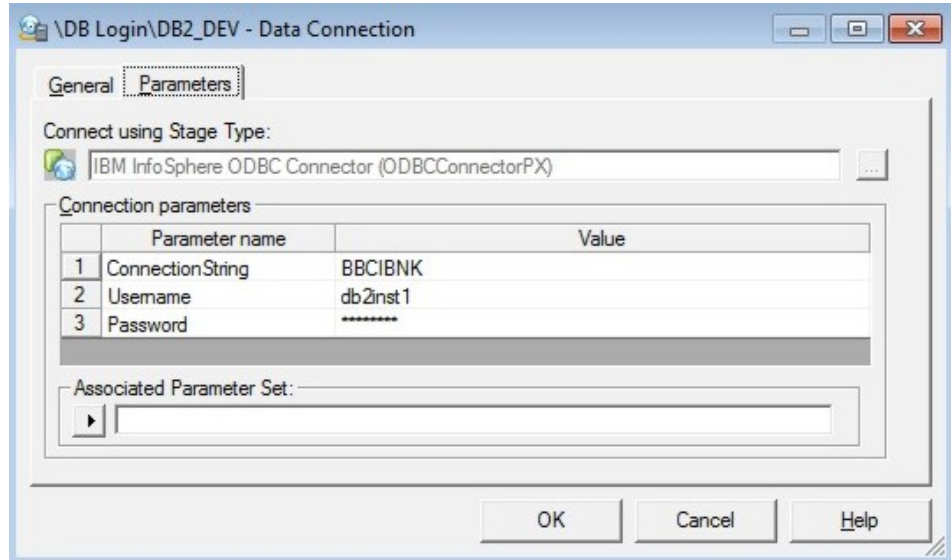 \DB Login\DB2_DEV - Data Connection
General Parameters
Connect using Stage Type:
IBM InfoSphere ODBC Connector (ODBCConnectorPX) ...
Connection parameters
Parameter name Value
1 ConnectionString BBCIBNK
2 Username db2inst1
3 Password ********
Associated Parameter Set:
OK Cancel Help